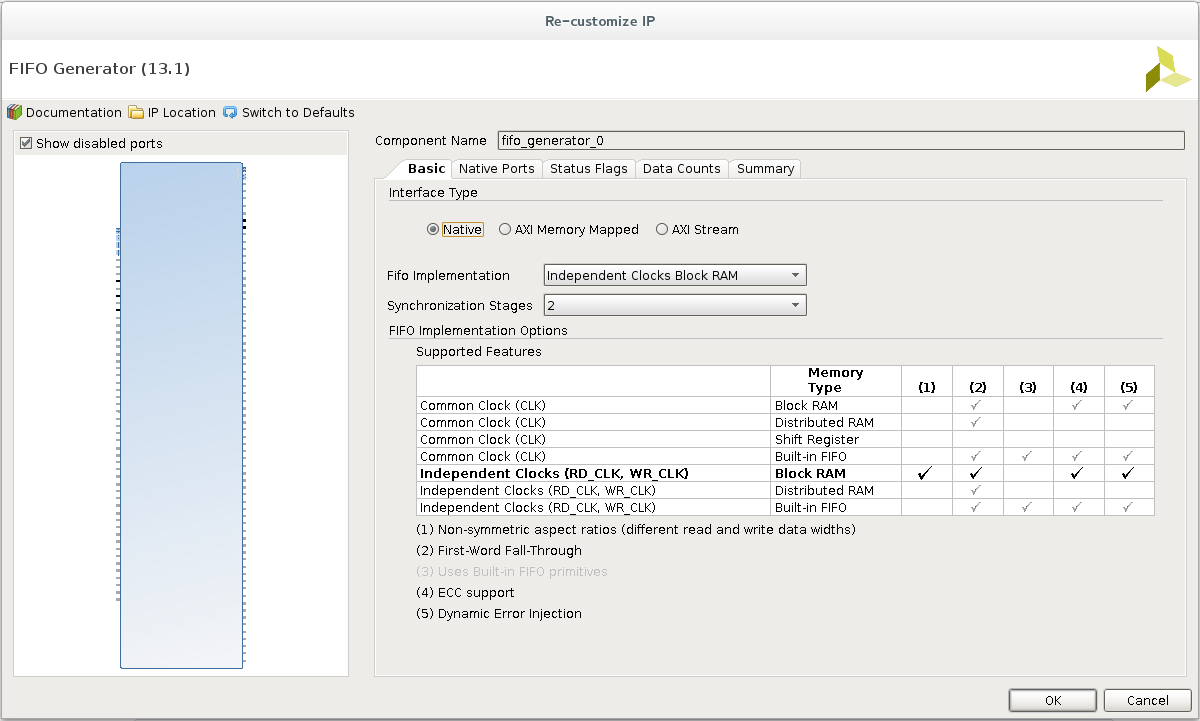 Re-customize IP
FIFO Generator (13.1)
Documentation IP Location Switch to Defaults
Show disabled ports
Component Name fifo_generator_0
Basic Native Ports Status Flags Data Counts Summary
Interface Type
Native AXI Memory Mapped AXI Stream
Fifo Implementation Independent Clocks Block RAM
Synchronization Stages 2
FIFO Implementation Options
Supported Features
Memory Type (1) (2) (3) (4) (5)
Common Clock (CLK) Block RAM ✓ ✓ ✓
Common Clock (CLK) Distributed RAM ✓
Common Clock (CLK) Shift Register
Common Clock (CLK) Built-in FIFO ✓ ✓ ✓ ✓
Independent Clocks (RD_CLK, WR_CLK) Block RAM ✓ ✓ ✓ ✓
Independent Clocks (RD_CLK, WR_CLK) Distributed RAM ✓
Independent Clocks (RD_CLK, WR_CLK) Built-in FIFO ✓ ✓ ✓ ✓
(1) Non-symmetric aspect ratios (different read and write data widths)
(2) First-Word Fall-Through
(3) Uses Built-in FIFO primitives
(4) ECC support
(5) Dynamic Error Injection
OK Cancel